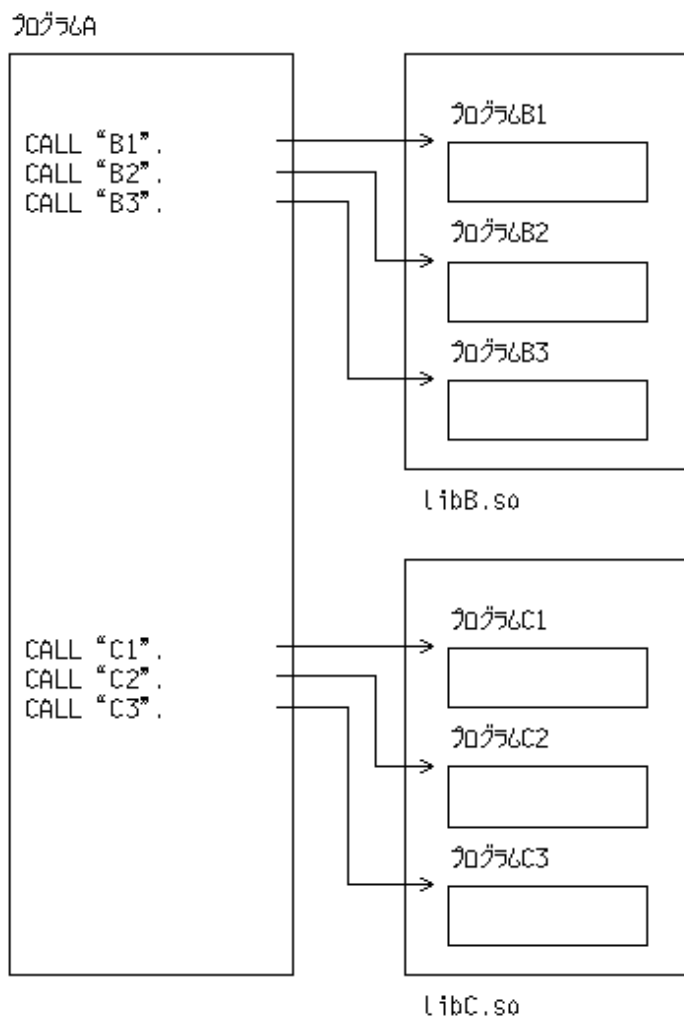 プログラムA
CALL “B1”.
CALL “B2”.
CALL “B3”.
プログラムB1
プログラムB2
プログラムB3
libB.so
CALL “C1”.
CALL “C2”.
CALL “C3”.
プログラムC1
プログラムC2
プログラムC3
libC.so